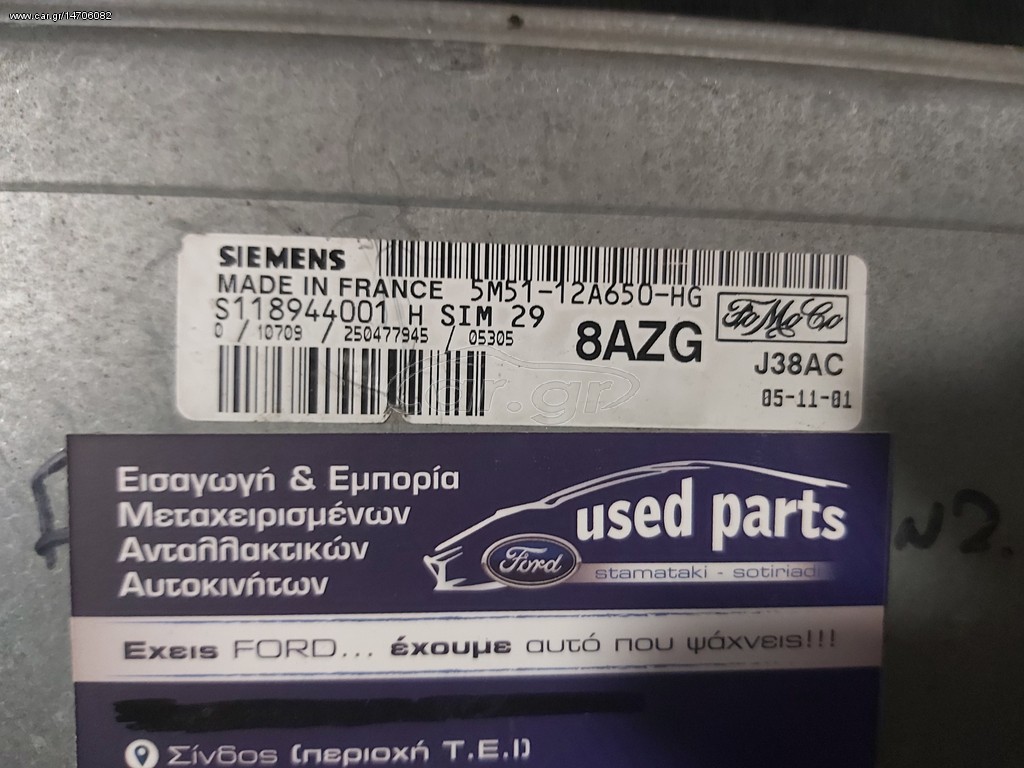 www.car.gr/14706082
SIEMENS
MADE IN FRANCE 5M51-12A650-HG
S118944001 H SIM 29
0 / 10709 / 250477945 / 05305
8AZG
FoMoCo
J38AC
05-11-01
car.gr
Εισαγωγή & Εμπορία
Μεταχειρισμένων
Ανταλλακτικών
Αυτοκινήτων
used parts
Ford
stamataki - sotiriadi
Εχεις FORD... έχουμε αυτό που ψάχνεις!!!
Σίνδος (περιοχή Τ.Ε.Ι)